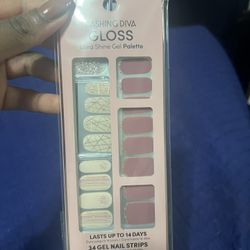 DASHING DIVA
GLOSS
Ultra Shine Gel Palette
LASTS UP TO 14 DAYS
34 GEL NAIL STRIPS